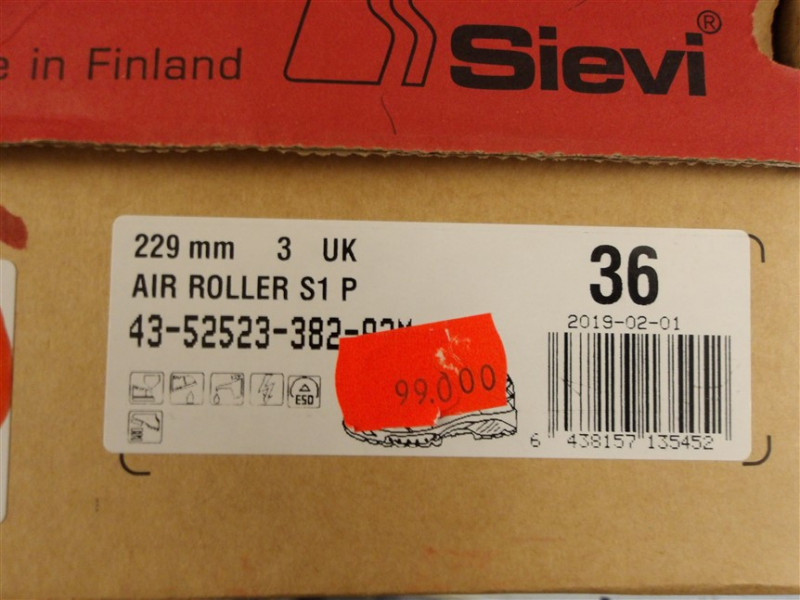 e in Finland
Sievi®
229 mm 3 UK
AIR ROLLER S1 P
43-52523-382-
36
2019-02-01
ESD
99.000
6 438157 135452